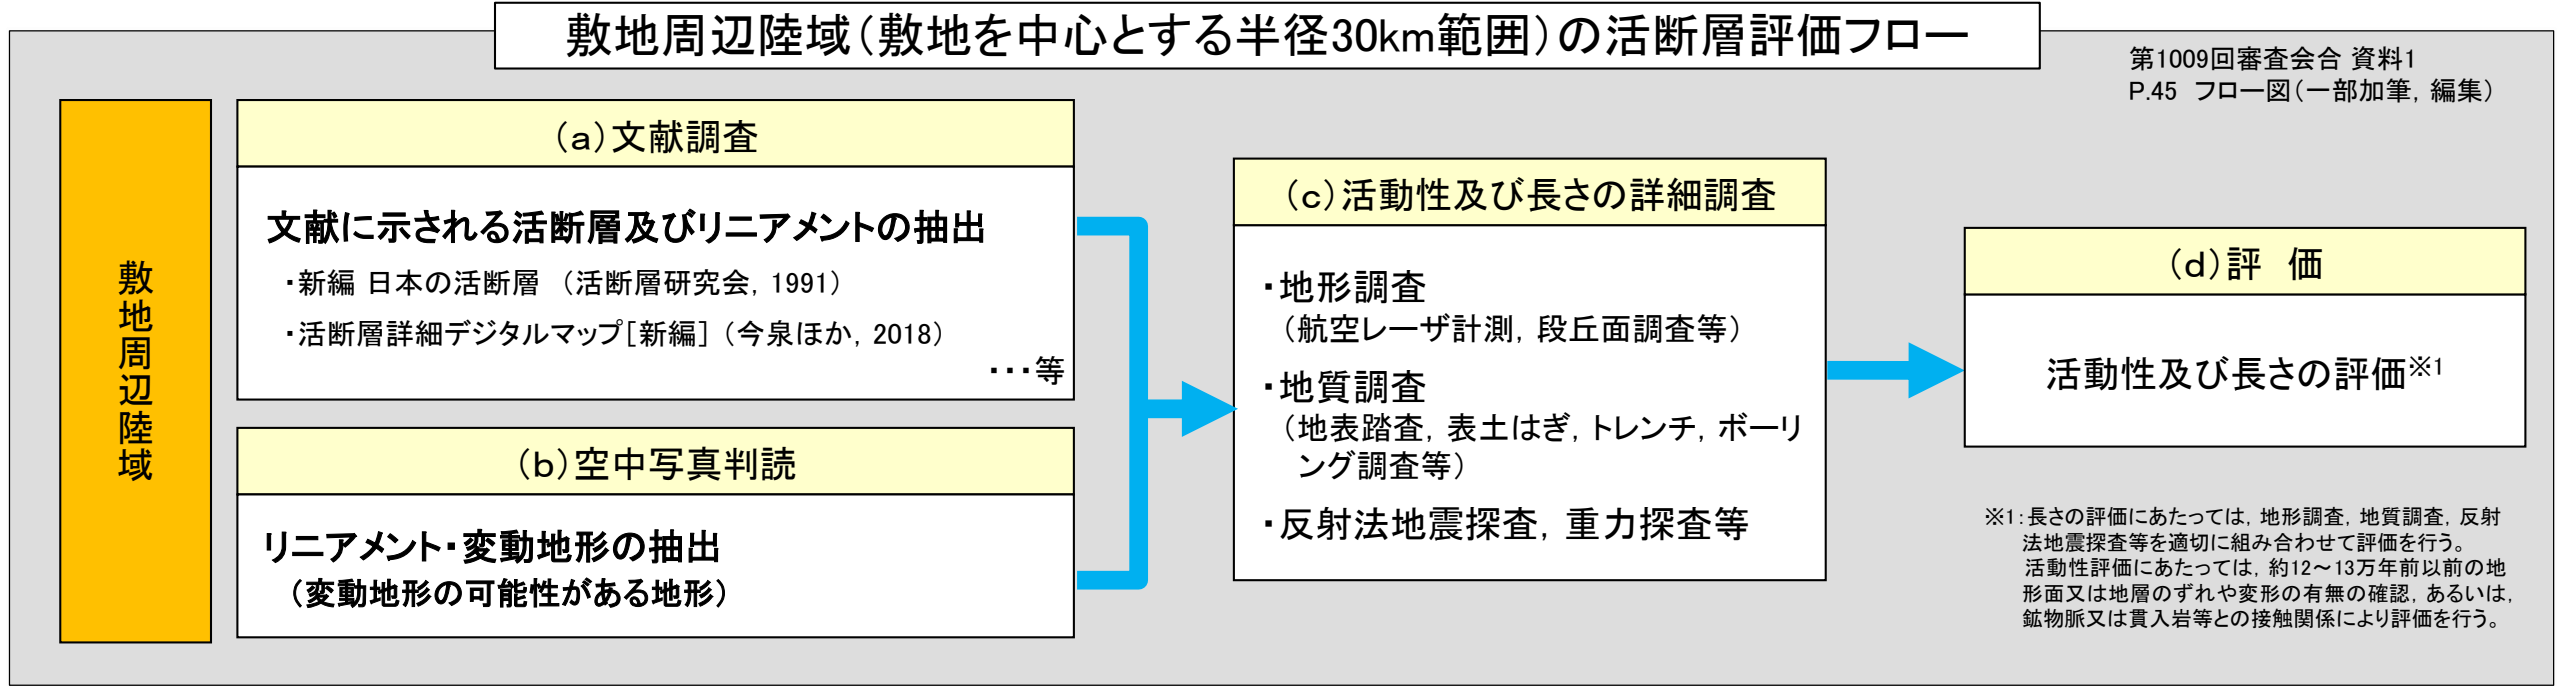 敷地周辺陸域（敷地を中心とする半径30km範囲）の活断層評価フロー
第1009回審査会合 資料1
P.45　フロー図（一部加筆，編集）
敷地周辺陸域
（a）文献調査
文献に示される活断層及びリニアメントの抽出
・新編 日本の活断層 （活断層研究会，1991）
・活断層詳細デジタルマップ[新編]（今泉ほか，2018）
・・・等
（b）空中写真判読
リニアメント・変動地形の抽出
（変動地形の可能性がある地形）
（c）活動性及び長さの詳細調査
・地形調査
（航空レーザ計測，段丘面調査等）
・地質調査
（地表踏査，表土はぎ，トレンチ，ボーリ
ング調査等）
・反射法地震探査，重力探査等
（d）評　価
活動性及び長さの評価※1
※1：長さの評価にあたっては，地形調査，地質調査，反射
法地震探査等を適切に組み合わせて評価を行う。
活動性評価にあたっては，約12～13万年前以前の地
形面又は地層のずれや変形の有無の確認，あるいは，
鉱物脈又は貫入岩等との接触関係により評価を行う。